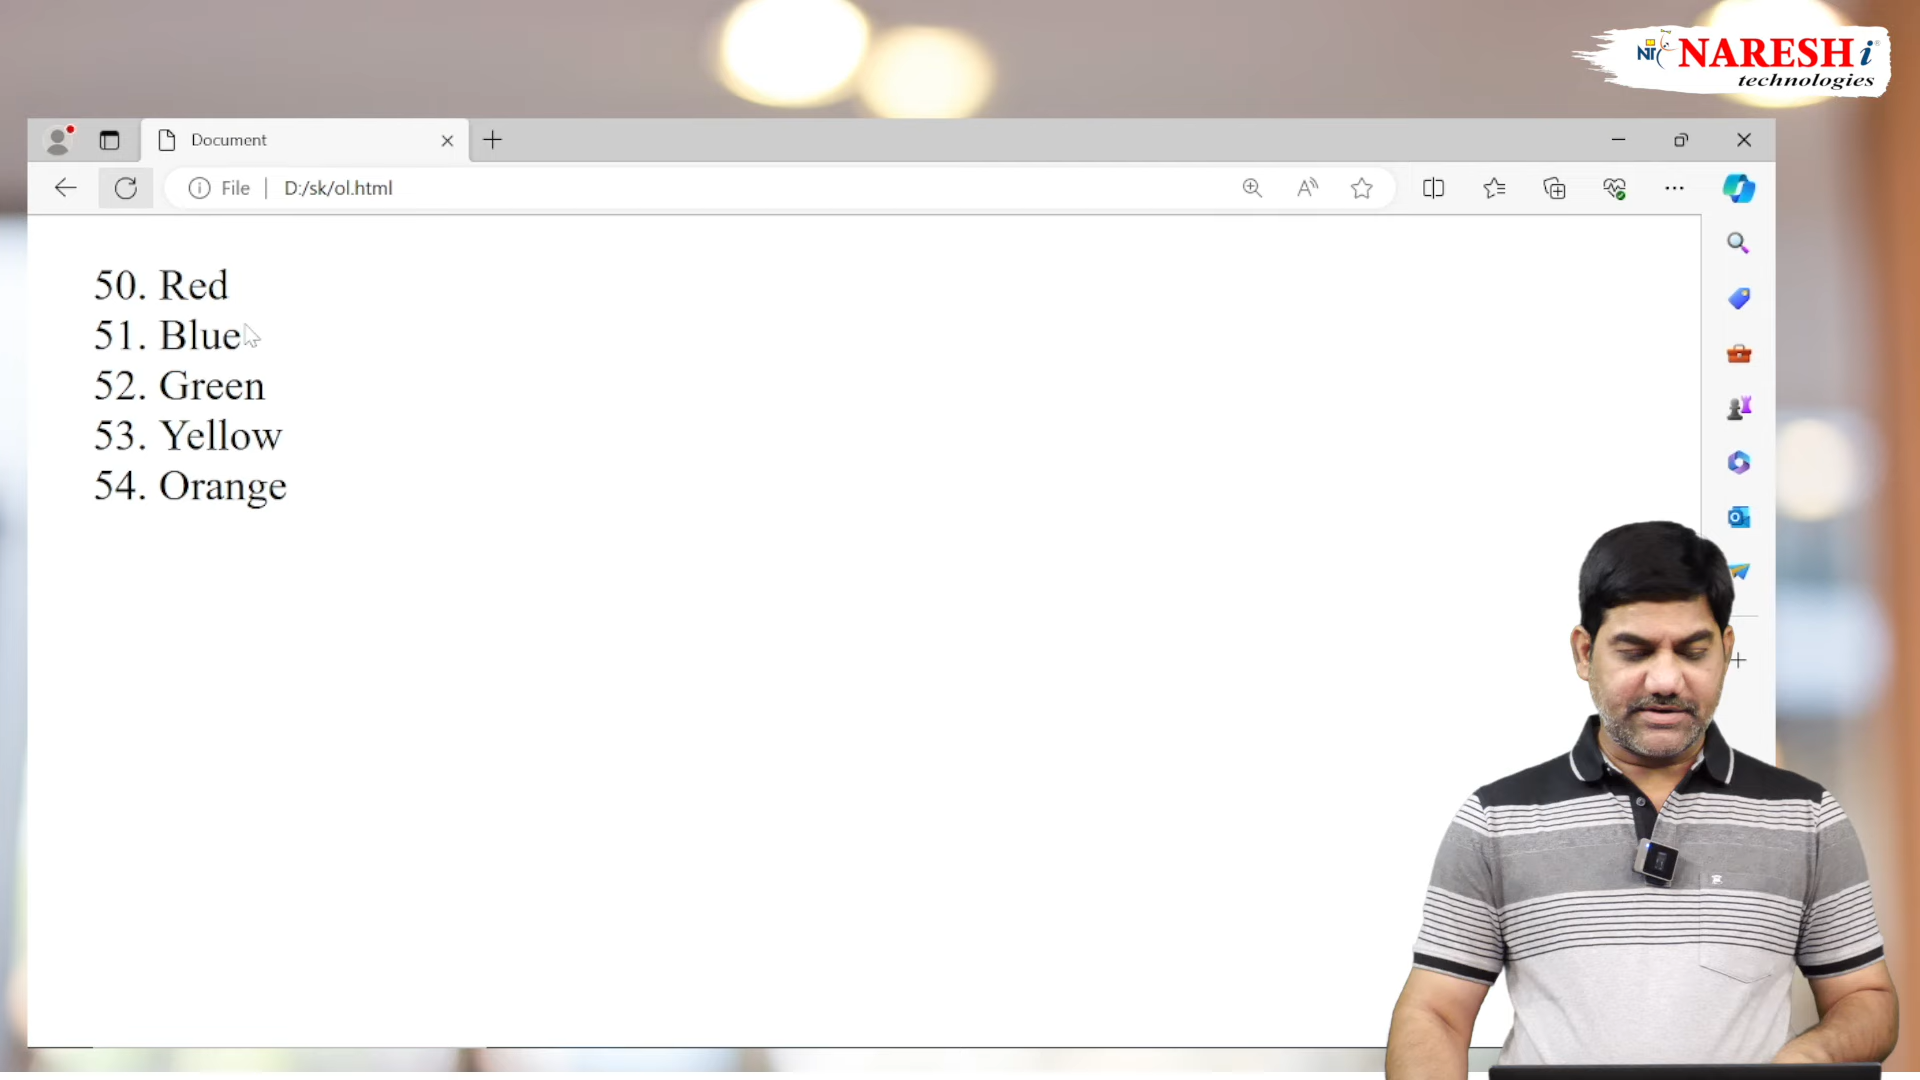 NARESH i
technologies
Document
File D:/sk/ol.html
50. Red
51. Blue
52. Green
53. Yellow
54. Orange